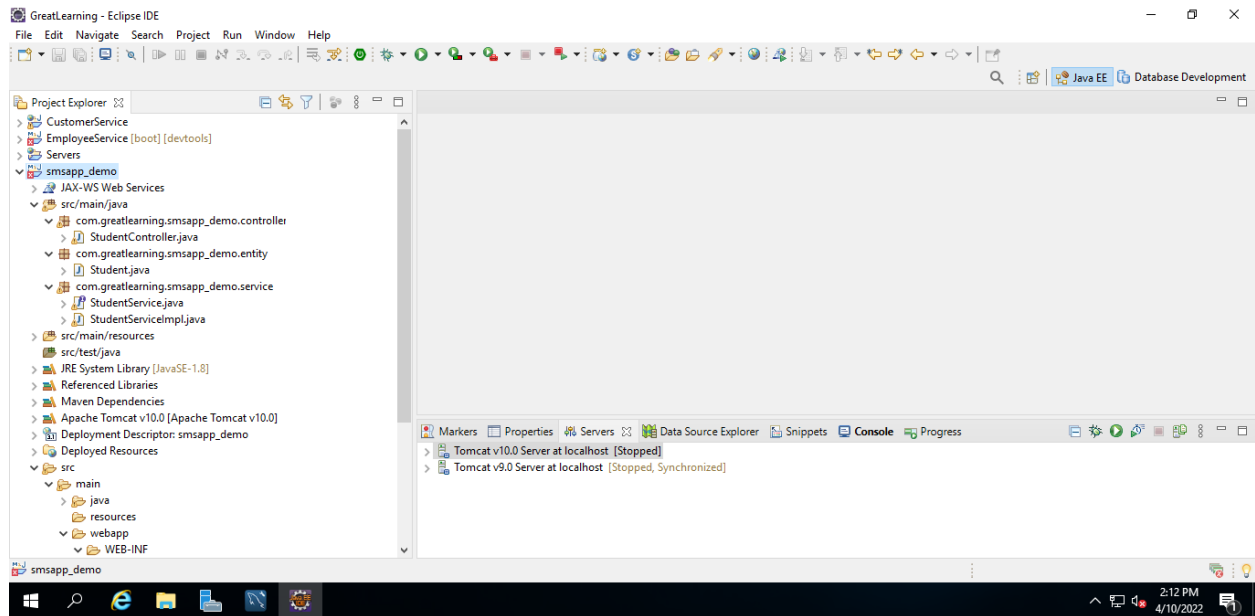 GreatLearning - Eclipse IDE
File Edit Navigate Search Project Run Window Help
Java EE Database Development
Project Explorer
CustomerService
EmployeeService [boot] [devtools]
Servers
smsapp_demo
JAX-WS Web Services
src/main/java
com.greatlearning.smsapp_demo.controller
StudentController.java
com.greatlearning.smsapp_demo.entity
Student.java
com.greatlearning.smsapp_demo.service
StudentService.java
StudentServiceImpl.java
src/main/resources
src/test/java
JRE System Library [JavaSE-1.8]
Referenced Libraries
Maven Dependencies
Apache Tomcat v10.0 [Apache Tomcat v10.0]
Deployment Descriptor: smsapp_demo
Deployed Resources
src
main
java
resources
webapp
WEB-INF
Markers Properties Servers Data Source Explorer Snippets Console Progress
Tomcat v10.0 Server at localhost [Stopped]
Tomcat v9.0 Server at localhost [Stopped, Synchronized]
smsapp_demo
2:12 PM
4/10/2022